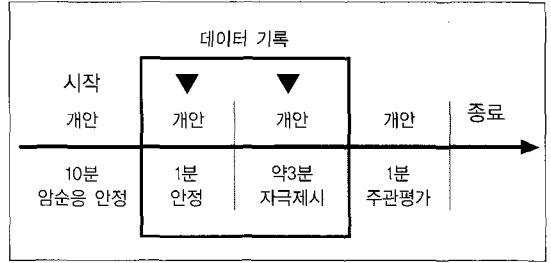 데이터 기록
시작
▼ ▼
개안 개안 개안 개안 종료
10분 1분 약3분 1분
암순응 안정 안정 자극제시 주관평가